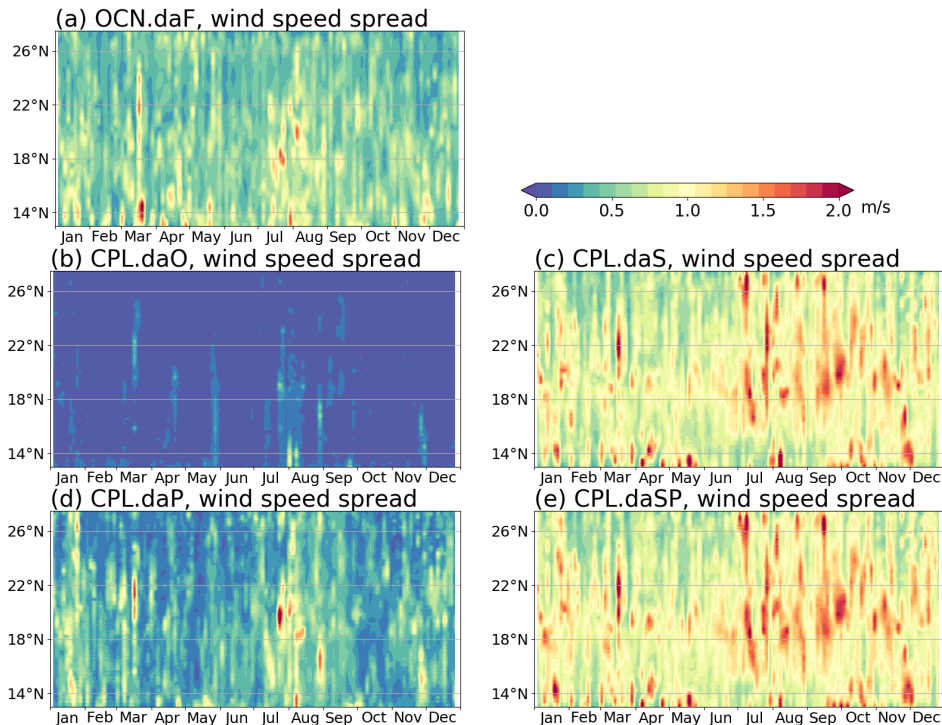 (a) OCN.daF, wind speed spread
26°N
22°N
18°N
14°N
Jan Feb Mar Apr May Jun Jul Aug Sep Oct Nov Dec
0.0 0.5 1.0 1.5 2.0 m/s
(b) CPL.daO, wind speed spread
26°N
22°N
18°N
14°N
Jan Feb Mar Apr May Jun Jul Aug Sep Oct Nov Dec
(c) CPL.daS, wind speed spread
26°N
22°N
18°N
14°N
Jan Feb Mar Apr May Jun Jul Aug Sep Oct Nov Dec
(d) CPL.daP, wind speed spread
26°N
22°N
18°N
14°N
Jan Feb Mar Apr May Jun Jul Aug Sep Oct Nov Dec
(e) CPL.daSP, wind speed spread
26°N
22°N
18°N
14°N
Jan Feb Mar Apr May Jun Jul Aug Sep Oct Nov Dec